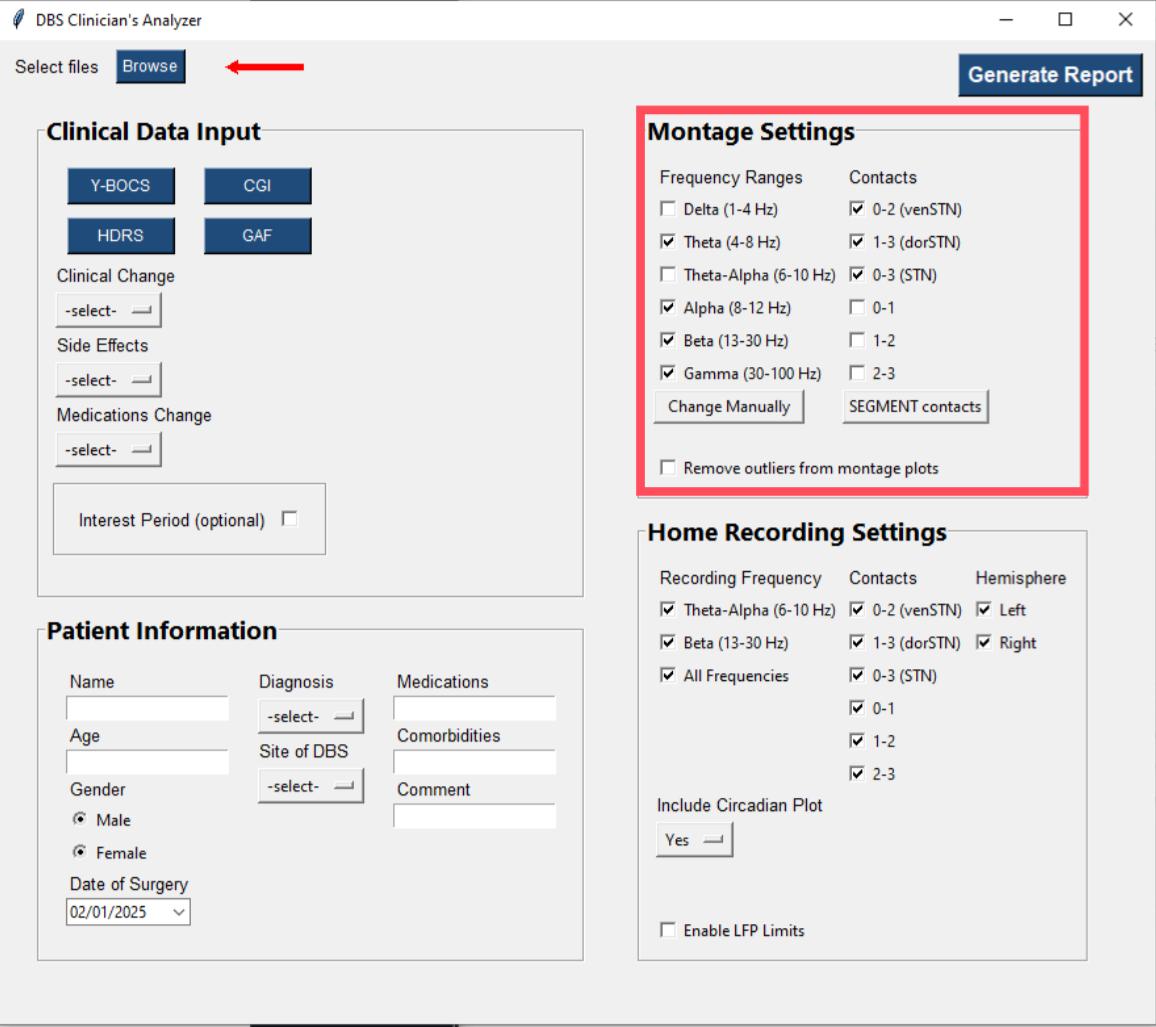 DBS Clinician's Analyzer
Select files Browse
Generate Report
Clinical Data Input
Y-BOCS CGI
HDRS GAF
Clinical Change
-select-
Side Effects
-select-
Medications Change
-select-
Interest Period (optional)
Patient Information
Name Diagnosis Medications
-select-
Age Comorbidities
Site of DBS
-select-
Gender Comment
Male
Female
Date of Surgery
02/01/2025
Montage Settings
Frequency Ranges Contacts
Delta (1-4 Hz) 0-2 (venSTN)
Theta (4-8 Hz) 1-3 (dorSTN)
Theta-Alpha (6-10 Hz) 0-3 (STN)
Alpha (8-12 Hz) 0-1
Beta (13-30 Hz) 1-2
Gamma (30-100 Hz) 2-3
Change Manually SEGMENT contacts
Remove outliers from montage plots
Home Recording Settings
Recording Frequency Contacts Hemisphere
Theta-Alpha (6-10 Hz) 0-2 (venSTN) Left
Beta (13-30 Hz) 1-3 (dorSTN) Right
All Frequencies 0-3 (STN)
0-1
1-2
2-3
Include Circadian Plot
Yes
Enable LFP Limits